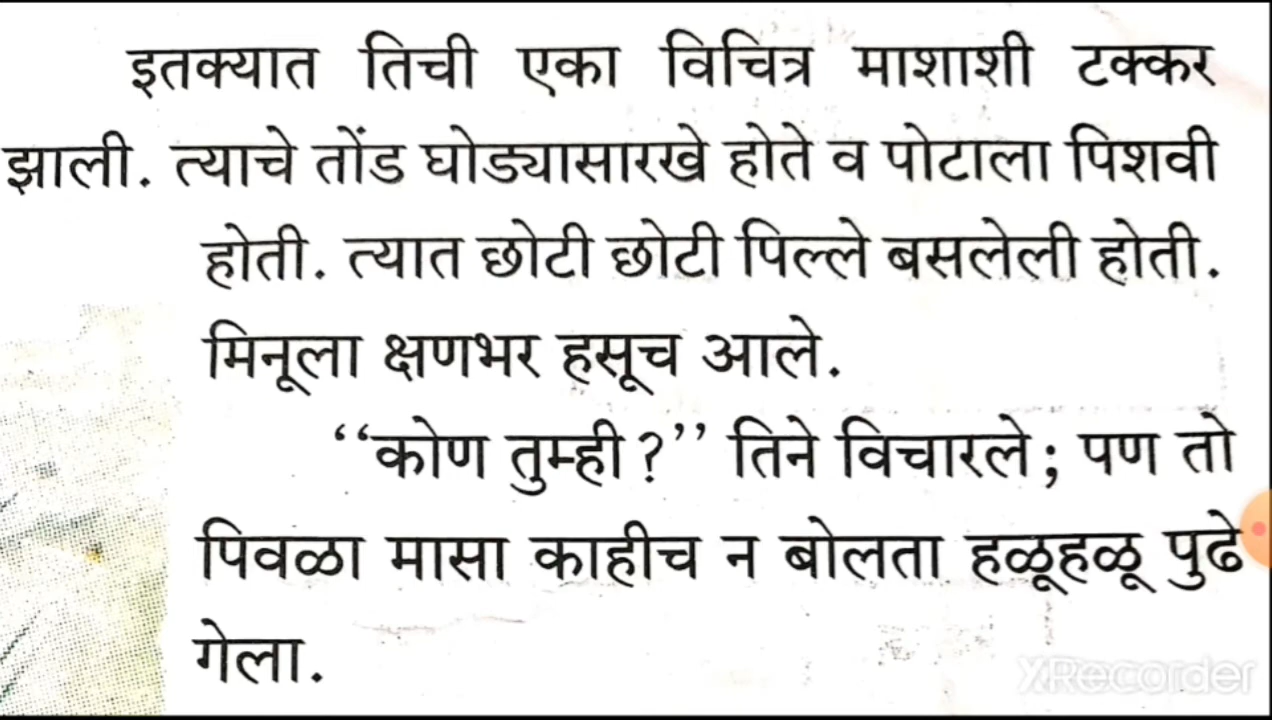 इतक्यात तिची एका विचित्र माशाशी टक्कर
झाली. त्याचे तोंड घोड्यासारखे होते व पोटाला पिशवी
होती. त्यात छोटी छोटी पिल्ले बसलेली होती.
मिनूला क्षणभर हसूच आले.
‘‘कोण तुम्ही?’’ तिने विचारले; पण तो
पिवळा मासा काहीच न बोलता हळूहळू पुढे
गेला.
XRecorder